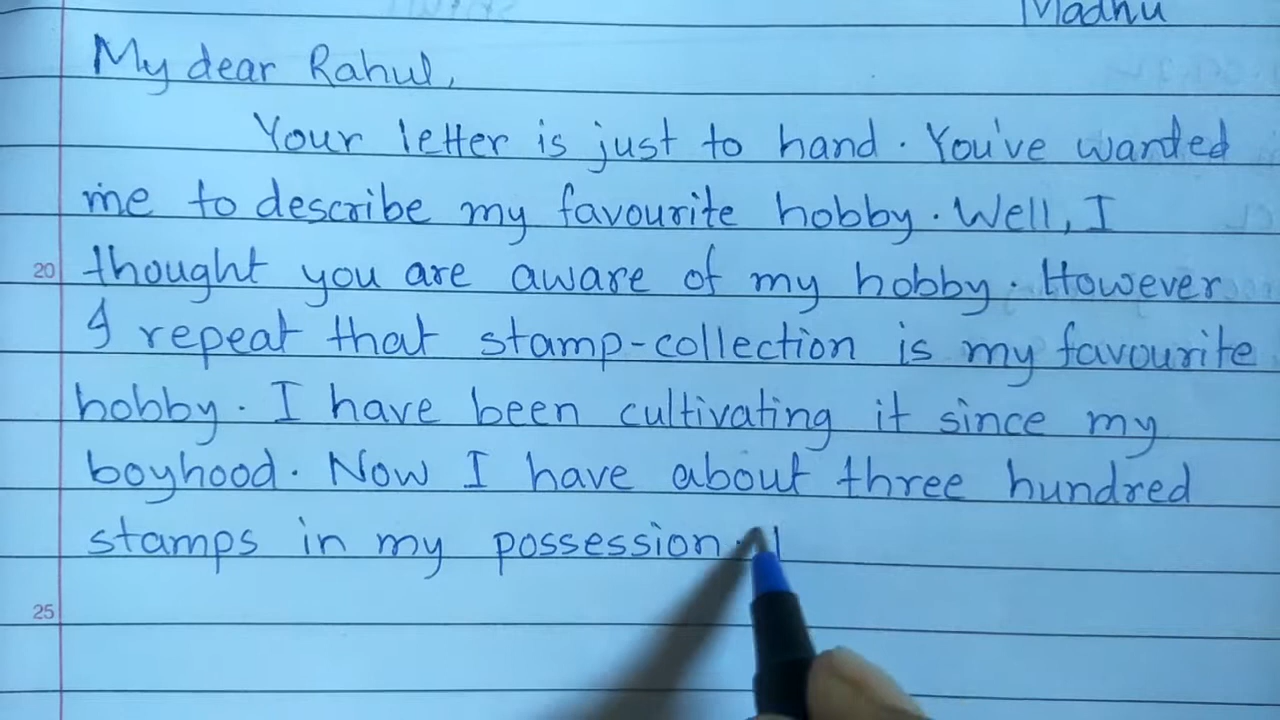 Madhu
My dear Rahul,
Your letter is just to hand. You've wanted
me to describe my favourite hobby. Well, I
20 thought you are aware of my hobby. However
I repeat that stamp-collection is my favourite
hobby. I have been cultivating it since my
boyhood. Now I have about three hundred
stamps in my possession.
25